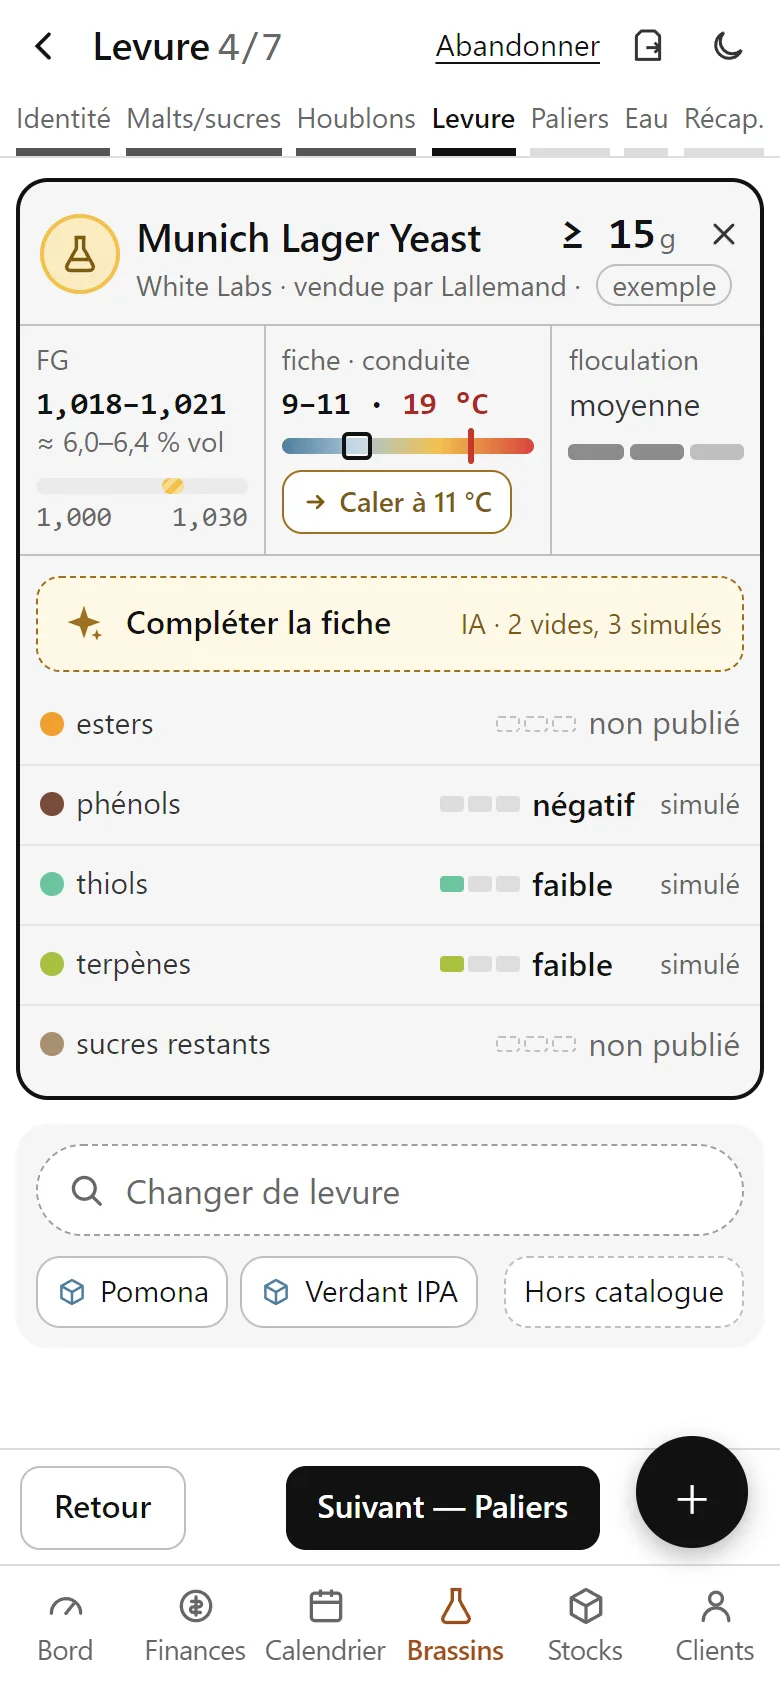 Levure 4/7
Abandonner
Identité Malts/sucres Houblons Levure Paliers Eau Récap.
Munich Lager Yeast
≥ 15 g
White Labs · vendue par Lallemand · exemple
FG
1,018–1,021
≈ 6,0–6,4 % vol
1,000 1,030
fiche · conduite
9–11 · 19 °C
→ Caler à 11 °C
floculation
moyenne
Compléter la fiche
IA · 2 vides, 3 simulés
esters non publié
phénols négatif simulé
thiols faible simulé
terpènes faible simulé
sucres restants non publié
Changer de levure
Pomona Verdant IPA Hors catalogue
Retour
Suivant — Paliers
+
Bord Finances Calendrier Brassins Stocks Clients